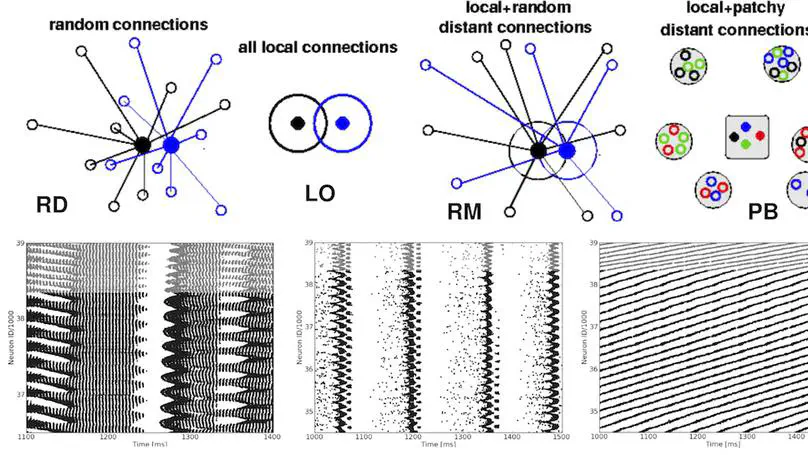 random connections
all local connections
local+random
distant connections
local+patchy
distant connections
RD
LO
RM
PB
Neuron ID/1000
39
38
37
1100
1200
1300
1400
Time [ms]
Neuron ID/1000
39
38
37
36
35
1000
1100
1200
1300
1400
1500
Time [ms]
Neuron ID/1000
39
38
37
36
35
1000
1100
1200
1300
1400
Time [ms]